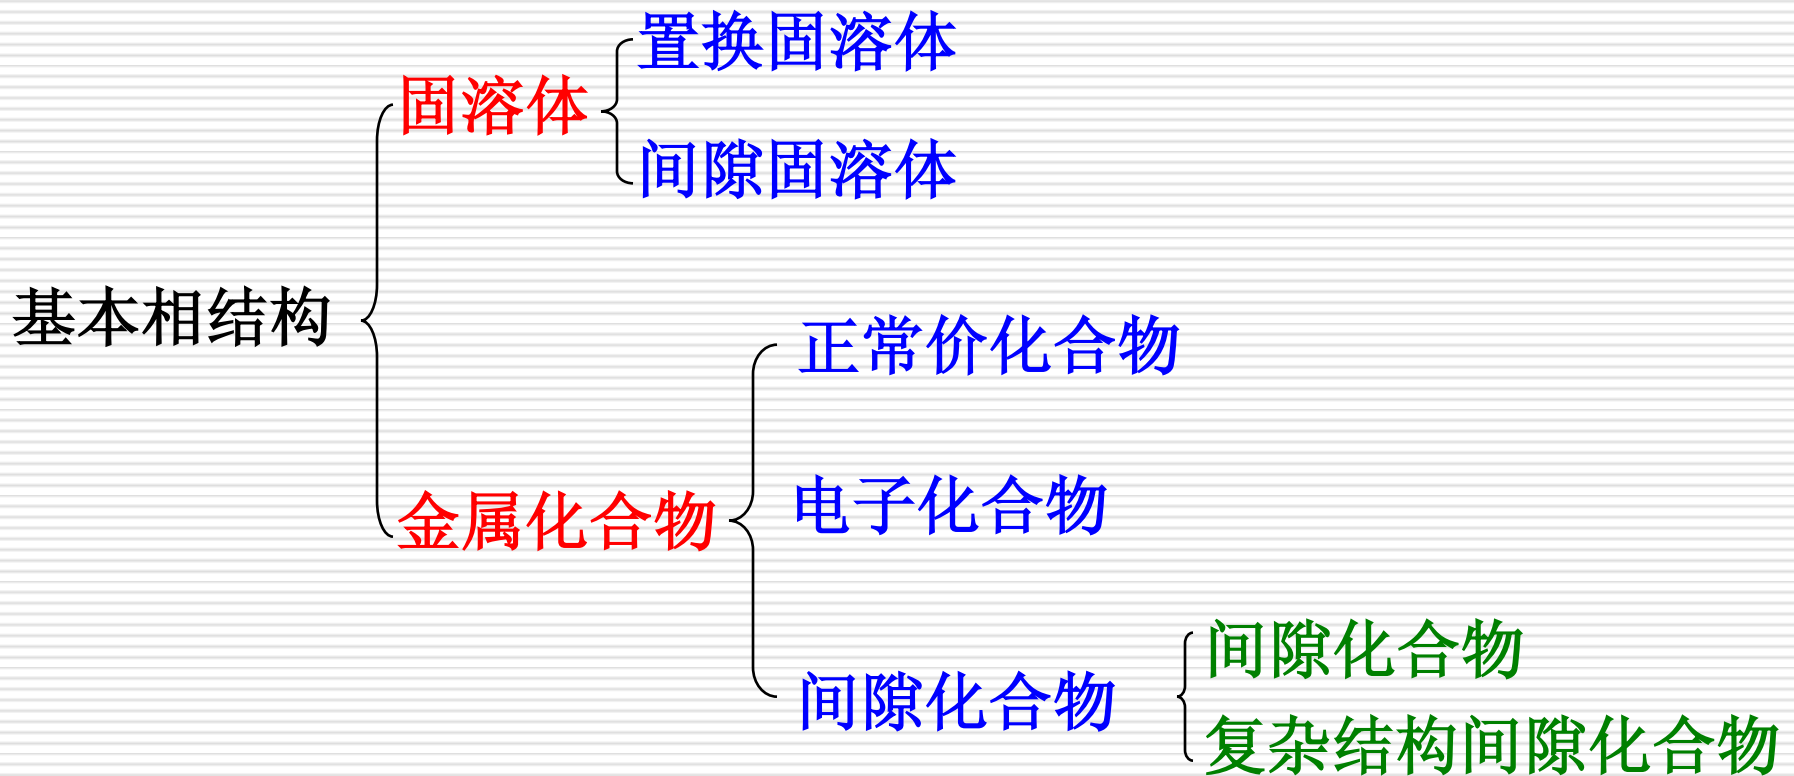 置换固溶体
固溶体
间隙固溶体
基本相结构
正常价化合物
电子化合物
金属化合物
间隙化合物
间隙化合物
复杂结构间隙化合物